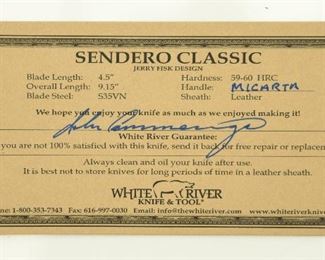 SENDERO CLASSIC
JERRY FISK DESIGN
Blade Length: 4.5" Hardness: 59-60 HRC
Overall Length: 9.15" Handle: MICARTA
Blade Steel: S35VN Sheath: Leather
We hope you enjoy your knife as much as we enjoyed making it!
White River Guarantee:
you are not 100% satisfied with this knife, send it back for free repair or replacem
Always clean and oil your knife after use.
It is best not to store knives for long periods of time in a leather sheath.
WHITE RIVER
KNIFE & TOOL
ne: 1-800-353-7343 Fax: 616-997-0030 Email: info@thewhiteriver.com www.whiteriverknive